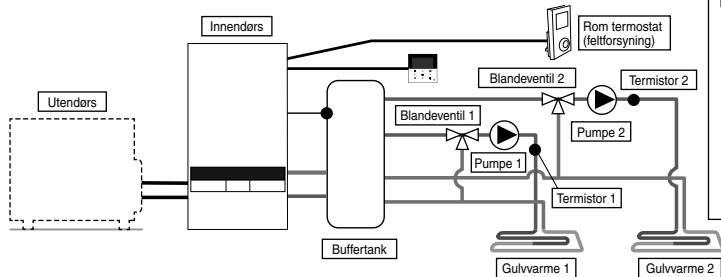 Innendørs
Rom termostat
(feltforsyning)
Utendørs
Blandeventil 2
Termistor 2
Blandeventil 1
Pumpe 2
Pumpe 1
Termistor 1
Buffertank
Gulvvarme 1
Gulvvarme 2